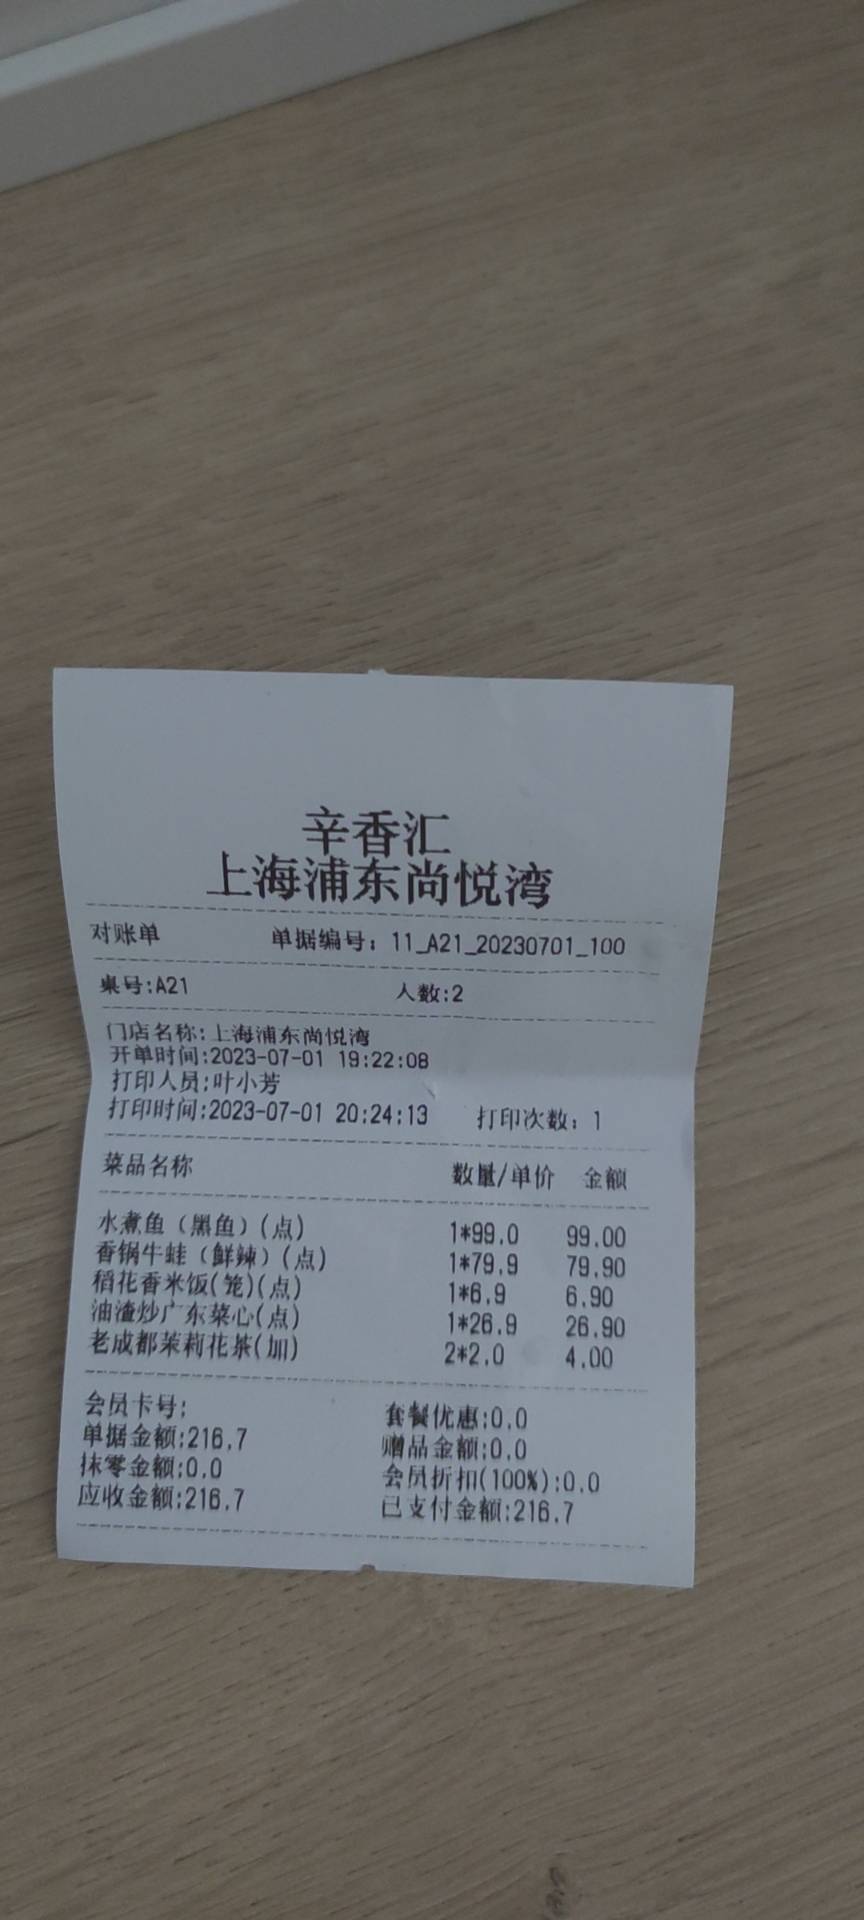 辛香汇
上海浦东尚悦湾
对账单 单据编号：11_A21_20230701_100
桌号:A21 人数:2
门店名称:上海浦东尚悦湾
开单时间:2023-07-01 19:22:08
打印人员:叶小芳
打印时间:2023-07-01 20:24:13 打印次数：1
菜品名称 数量/单价 金额
水煮鱼（黑鱼）(点) 1*99.0 99.00
香锅牛蛙（鲜辣）(点) 1*79.9 79.90
稻花香米饭(笼)(点) 1*6.9 6.90
油渣炒广东菜心(点) 1*26.9 26.90
老成都茉莉花茶(加) 2*2.0 4.00
会员卡号: 套餐优惠:0.0
单据金额:216.7 赠品金额:0.0
抹零金额:0.0 会员折扣(100%):0.0
应收金额:216.7 已支付金额:216.7